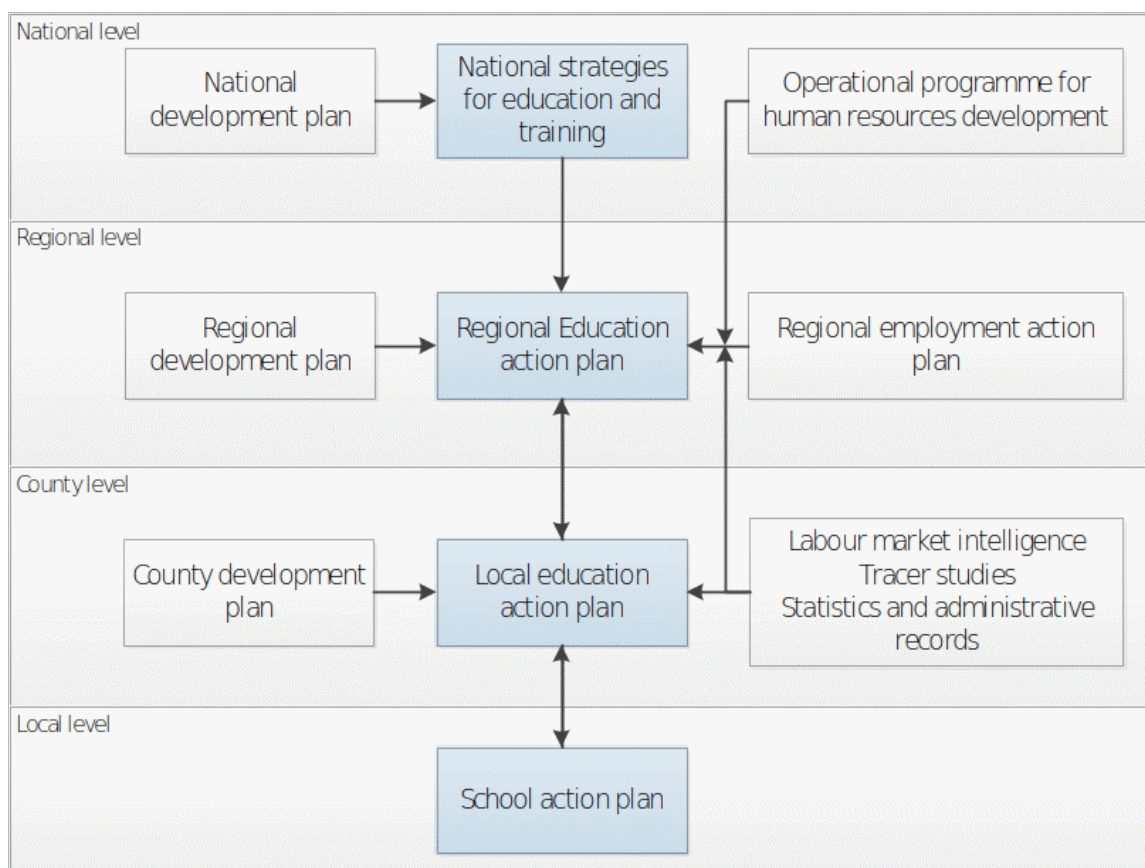 National level
National
development plan
National strategies
for education and
training
Operational programme for
human resources development
Regional level
Regional
development plan
Regional Education
action plan
Regional employment action
plan
County level
County development
plan
Local education
action plan
Labour market intelligence
Tracer studies
Statistics and administrative
records
Local level
School action plan